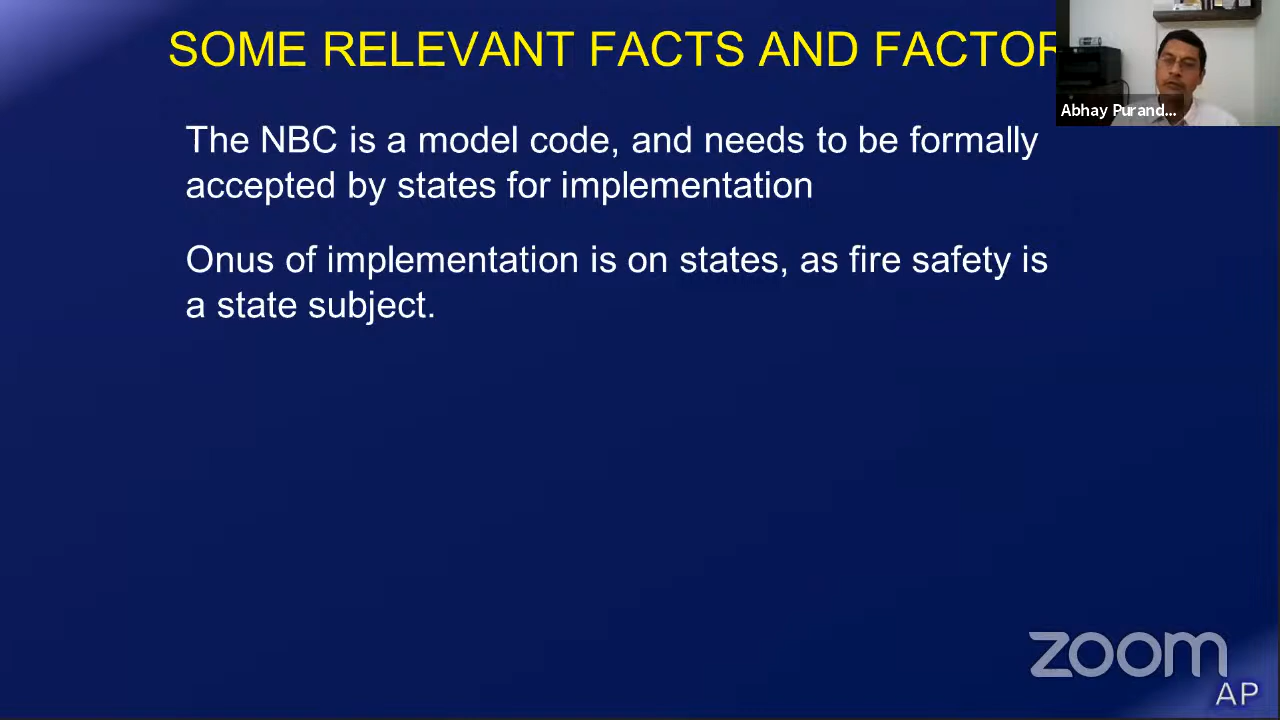 SOME RELEVANT FACTS AND FACTOR
Abhay Purand...
The NBC is a model code, and needs to be formally
accepted by states for implementation
Onus of implementation is on states, as fire safety is
a state subject.
zoom
AP